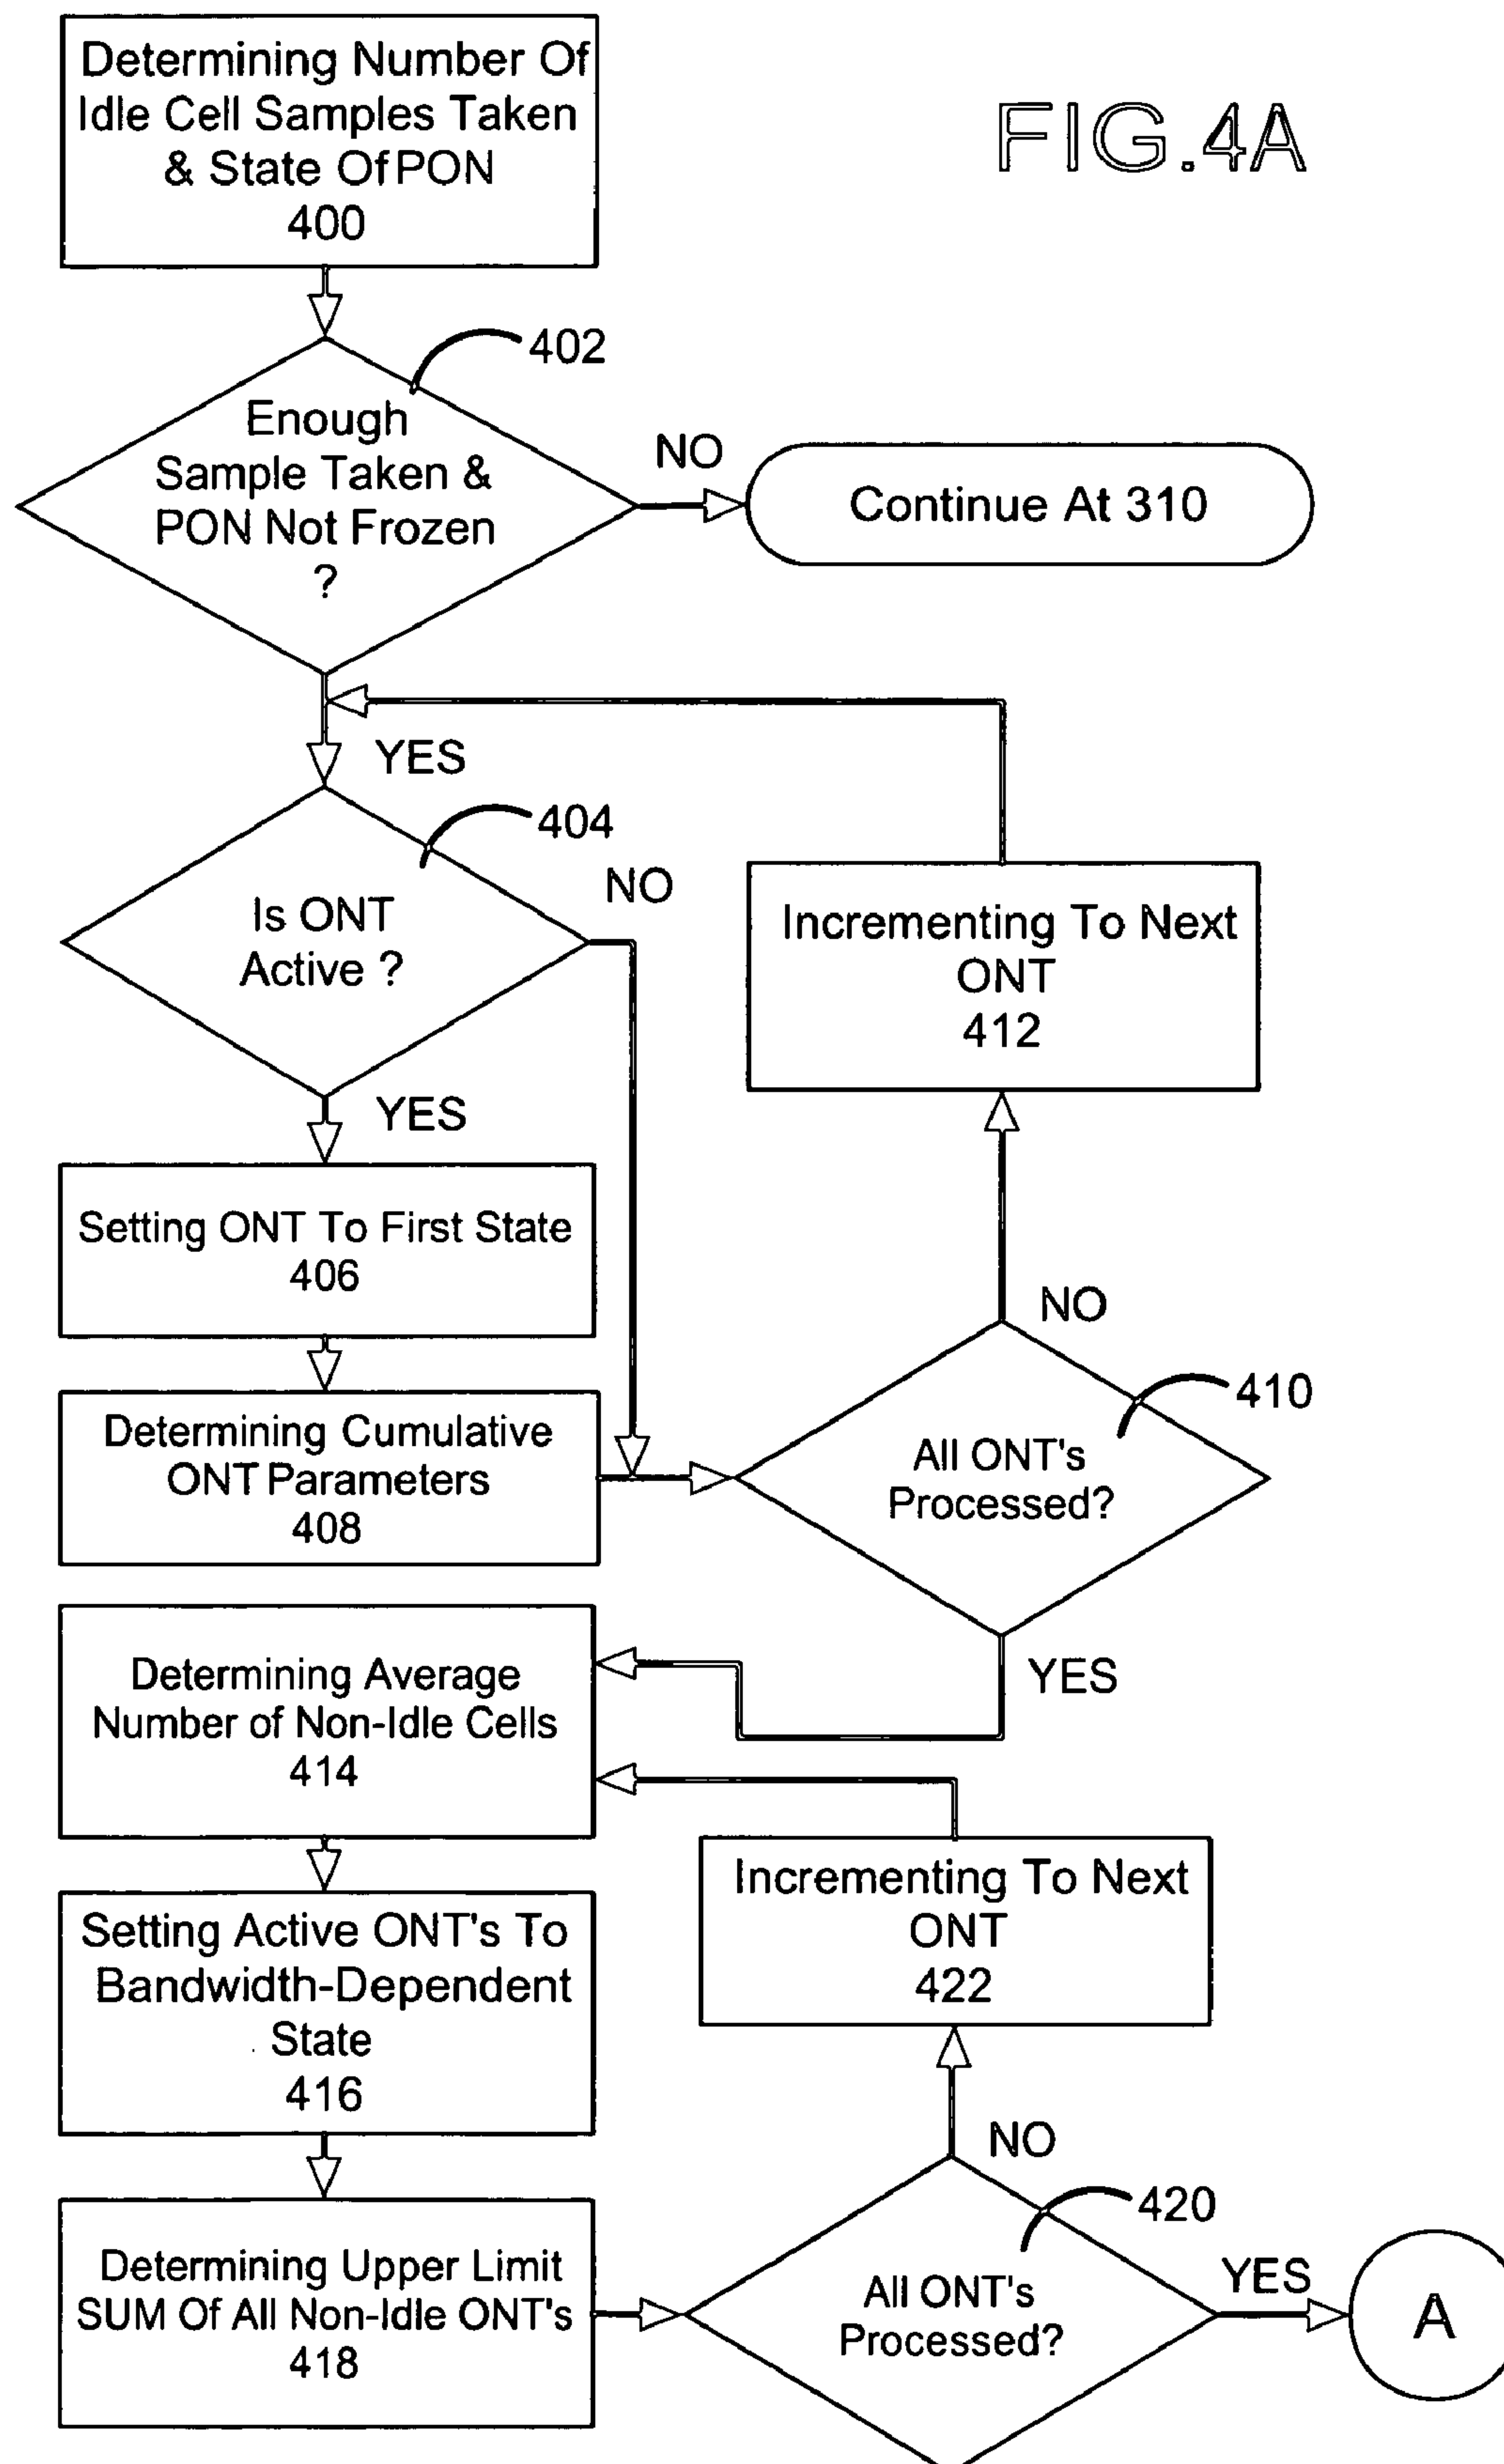 Determining Number Of
Idle Cell Samples Taken
& State Of PON
400
FIG.4A
402
Enough
Sample Taken &
PON Not Frozen
?
NO
Continue At 310
YES
404
Is ONT
Active ?
NO
Incrementing To Next
ONT
412
YES
Setting ONT To First State
406
NO
410
Determining Cumulative
ONT Parameters
408
All ONT's
Processed?
YES
Determining Average
Number of Non-Idle Cells
414
Incrementing To Next
ONT
422
Setting Active ONT's To
Bandwidth-Dependent
State
416
NO
420
Determining Upper Limit
SUM Of All Non-Idle ONT's
418
All ONT's
Processed?
YES
A